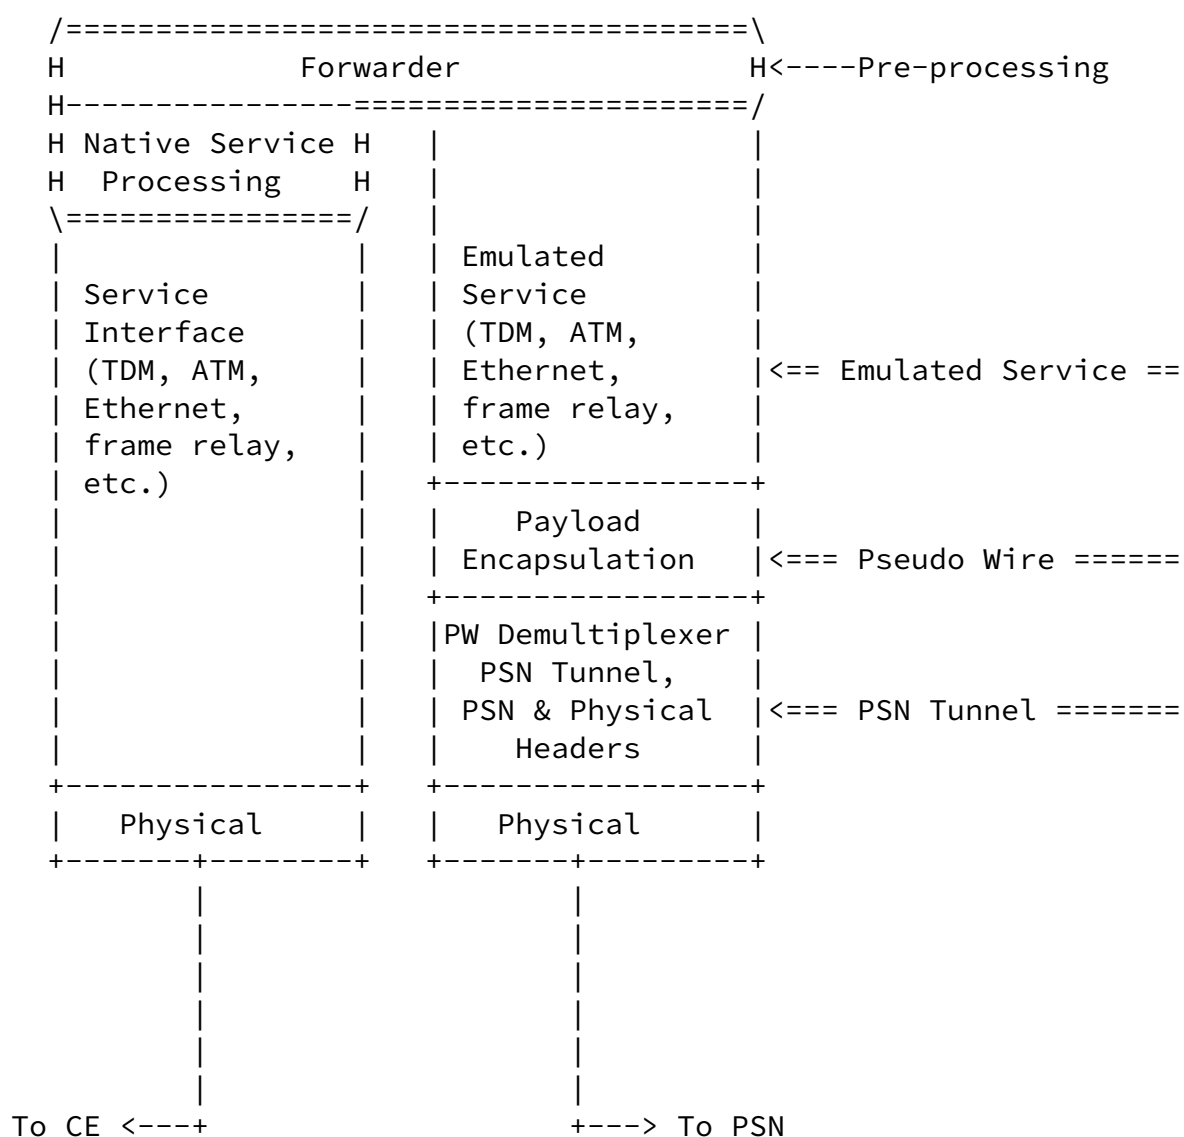 Forwarder
<----Pre-processing
Native Service
Processing
Service
Interface
(TDM, ATM,
Ethernet,
frame relay,
etc.)
Emulated
Service
(TDM, ATM,
Ethernet,
frame relay,
etc.)
<== Emulated Service ==
Payload
Encapsulation
<=== Pseudo Wire ======
PW Demultiplexer
PSN Tunnel,
PSN & Physical
Headers
<=== PSN Tunnel =======
Physical
Physical
To CE <---+
+---> To PSN